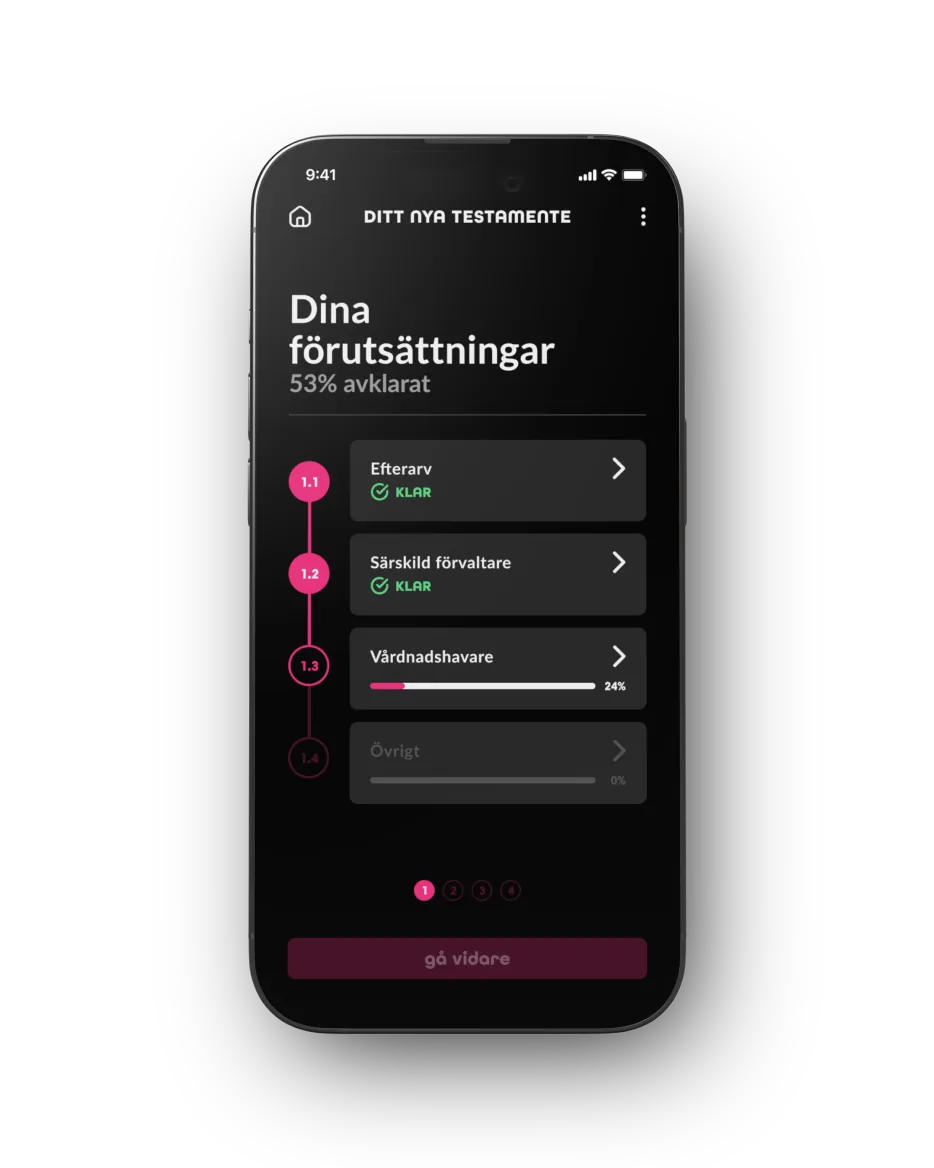 9:41
DITT NYA TESTAMENTE
Dina
förutsättningar
53% avklarat
1.1
Efterarv
KLAR
1.2
Särskild förvaltare
KLAR
1.3
Vårdnadshavare
24%
1.4
Övrigt
0%
1 2 3 4
gå vidare